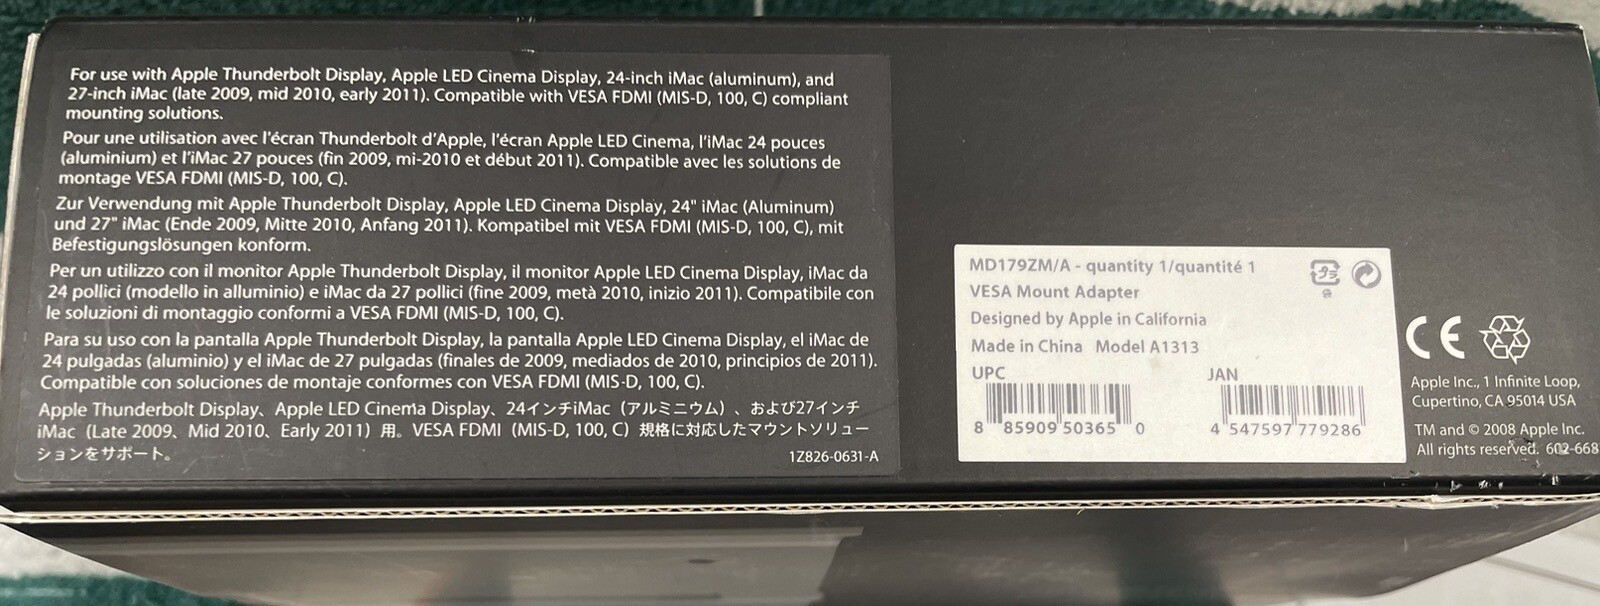 For use with Apple Thunderbolt Display, Apple LED Cinema Display, 24-inch iMac (aluminum), and
27-inch iMac (late 2009, mid 2010, early 2011). Compatible with VESA FDMI (MIS-D, 100, C) compliant
mounting solutions.
Pour une utilisation avec l'écran Thunderbolt d'Apple, l'écran Apple LED Cinema, l'iMac 24 pouces
(aluminium) et l'iMac 27 pouces (fin 2009, mi-2010 et début 2011). Compatible avec les solutions de
montage VESA FDMI (MIS-D, 100, C).
Zur Verwendung mit Apple Thunderbolt Display, Apple LED Cinema Display, 24" iMac (Aluminum)
und 27" iMac (Ende 2009, Mitte 2010, Anfang 2011). Kompatibel mit VESA FDMI (MIS-D, 100, C), mit
Befestigungslösungen konform.
Per un utilizzo con il monitor Apple Thunderbolt Display, il monitor Apple LED Cinema Display, iMac da
24 pollici (modello in alluminio) e iMac da 27 pollici (fine 2009, metà 2010, inizio 2011). Compatibile con
le soluzioni di montaggio conformi a VESA FDMI (MIS-D, 100, C).
Para su uso con la pantalla Apple Thunderbolt Display, la pantalla Apple LED Cinema Display, el iMac de
24 pulgadas (aluminio) y el iMac de 27 pulgadas (finales de 2009, mediados de 2010, principios de 2011).
Compatible con soluciones de montaje conformes con VESA FDMI (MIS-D, 100, C).
Apple Thunderbolt Display、Apple LED Cinema Display、24インチiMac（アルミニウム）、および27インチ
iMac（Late 2009、Mid 2010、Early 2011）用。VESA FDMI（MIS-D, 100, C）規格に対応したマウントソリュー
ションをサポート。
1Z826-0631-A
MD179ZM/A - quantity 1/quantité 1
VESA Mount Adapter
Designed by Apple in California
Made in China Model A1313
UPC
8 85909 50365 0
JAN
4 547597 779286
プラ
CE
Apple Inc., 1 Infinite Loop,
Cupertino, CA 95014 USA
TM and © 2008 Apple Inc.
All rights reserved. 602-668